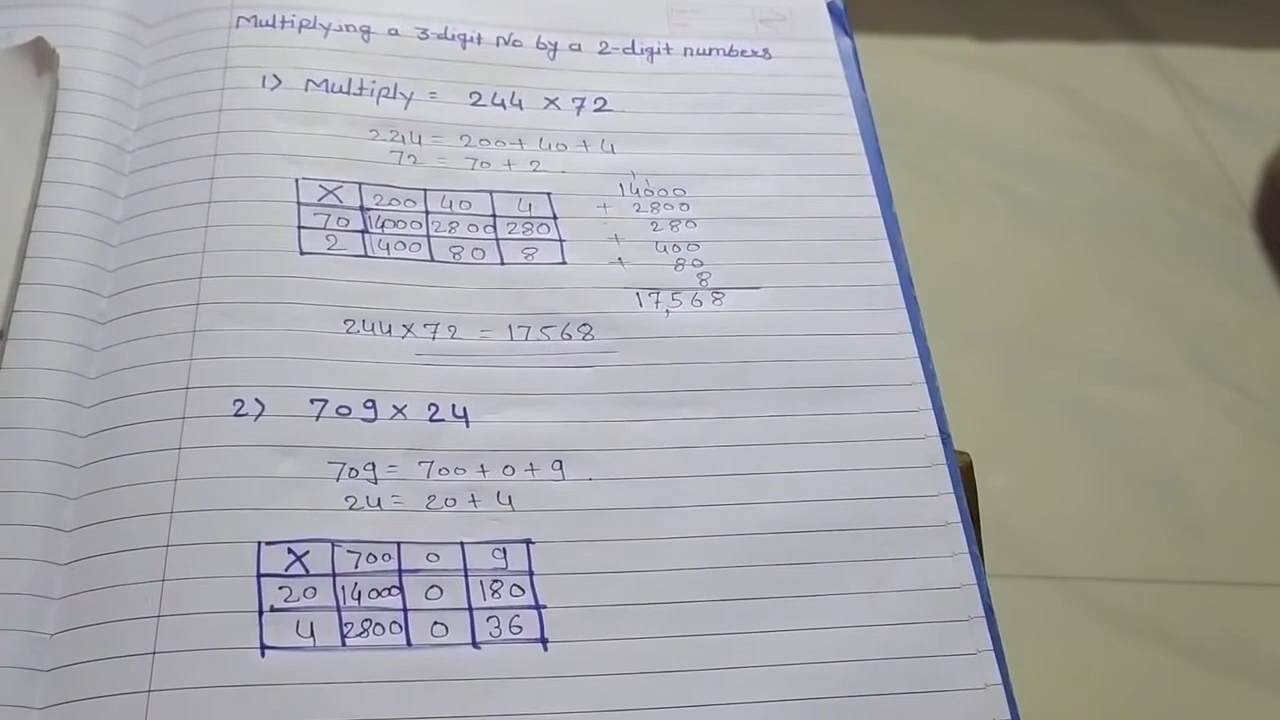 Multiplying a 3-digit No by a 2-digit numbers
1) Multiply = 244 × 72
2244 = 200 + 40 + 4
72 = 70 + 2
X 200 40 4
70 14000 2800 280
2 1400 80 8
14000
+ 2800
280
+ 400
+ 80
8
17,568
244 × 72 = 17568
2) 709 × 24
709 = 700 + 0 + 9
24 = 20 + 4
X 700 0 9
20 14000 0 180
4 2800 0 36